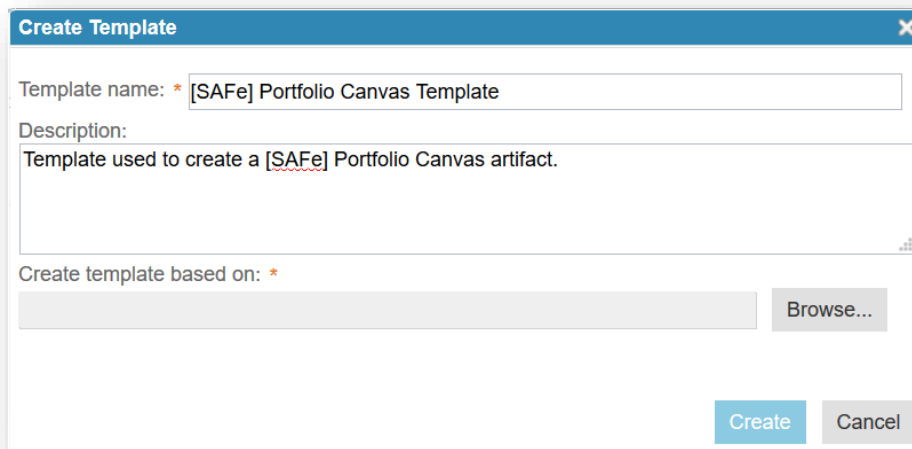 Create Template
Template name: * [SAFe] Portfolio Canvas Template
Description:
Template used to create a [SAFe] Portfolio Canvas artifact.
Create template based on: *
Browse...
Create Cancel